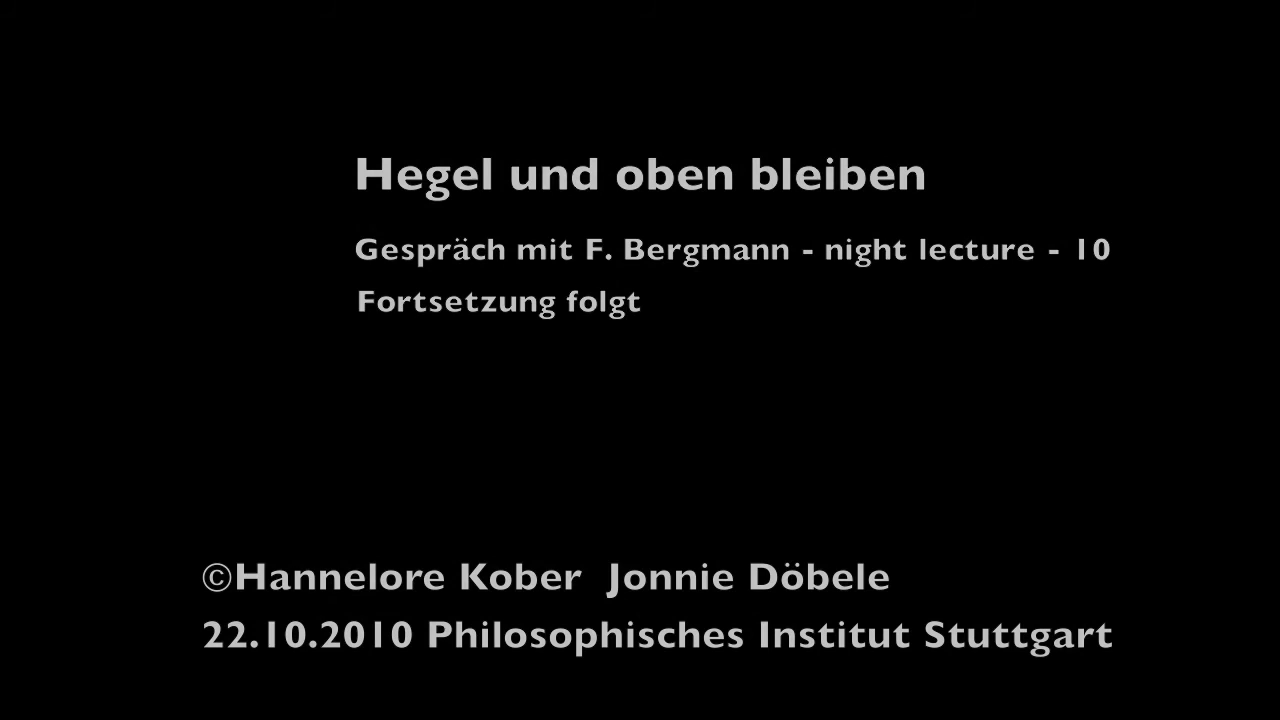 Hegel und oben bleiben
Gespräch mit F. Bergmann - night lecture - 10
Fortsetzung folgt
©Hannelore Kober Jonnie Döbele
22.10.2010 Philosophisches Institut Stuttgart